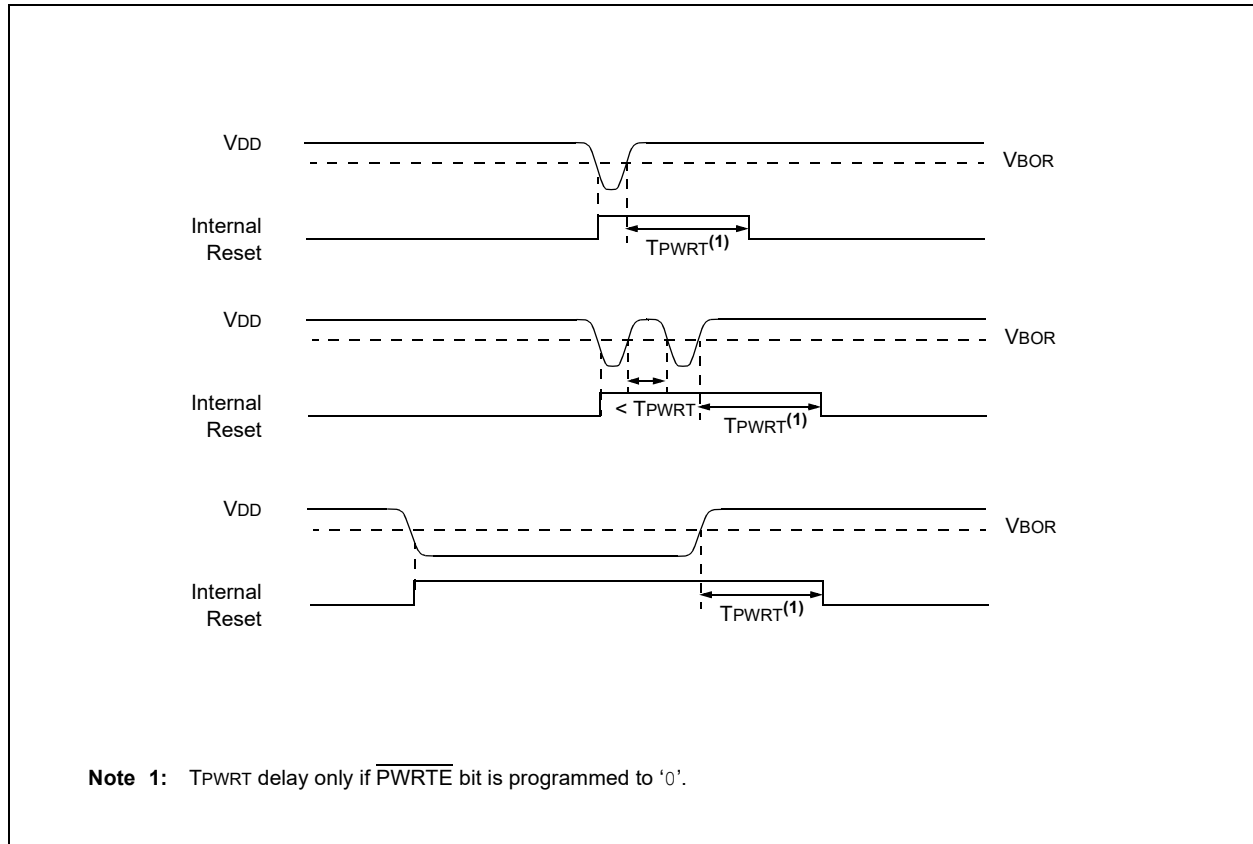 VDD
VBOR
Internal
Reset
TPWRT(1)
VDD
VBOR
Internal
Reset
< TPWRT
TPWRT(1)
VDD
VBOR
Internal
Reset
TPWRT(1)
Note 1: TPWRT delay only if PWRTE bit is programmed to ‘0’.